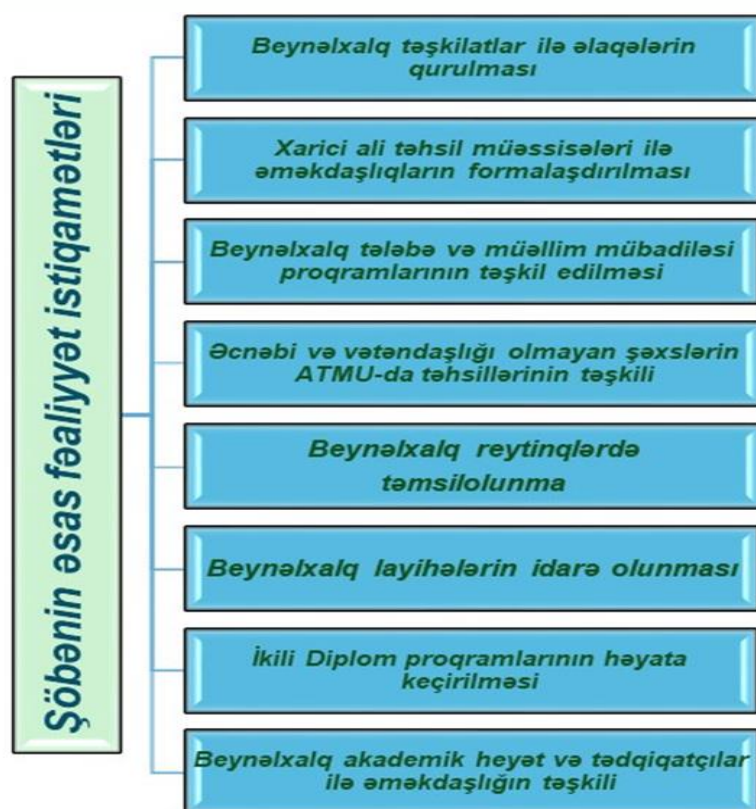 Şöbənin əsas fəaliyyət istiqamətləri
Beynəlxalq təşkilatlar ilə əlaqələrin
qurulması
Xarici ali təhsil müəssisələri ilə
əməkdaşlıqların formalaşdırılması
Beynəlxalq tələbə və müəllim mübadiləsi
proqramlarının təşkil edilməsi
Əcnəbi və vətəndaşlığı olmayan şəxslərin
ATMU-da təhsillərinin təşkili
Beynəlxalq reytinqlərdə
təmsilolunma
Beynəlxalq layihələrin idarə olunması
İkili Diplom proqramlarının həyata
keçirilməsi
Beynəlxalq akademik heyət və tədqiqatçılar
ilə əməkdaşlığın təşkili